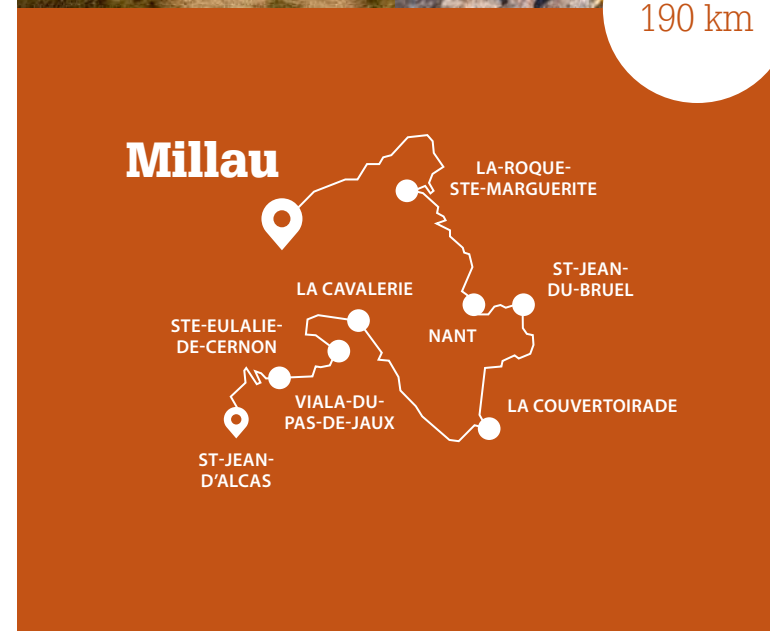 190 km
Millau
LA-ROQUE-
STE-MARGUERITE
ST-JEAN-
DU-BRUEL
LA CAVALERIE
STE-EULALIE-
DE-CERNON
NANT
VIALA-DU-
PAS-DE-JAUX
LA COUVERTOIRADE
ST-JEAN-
D'ALCAS